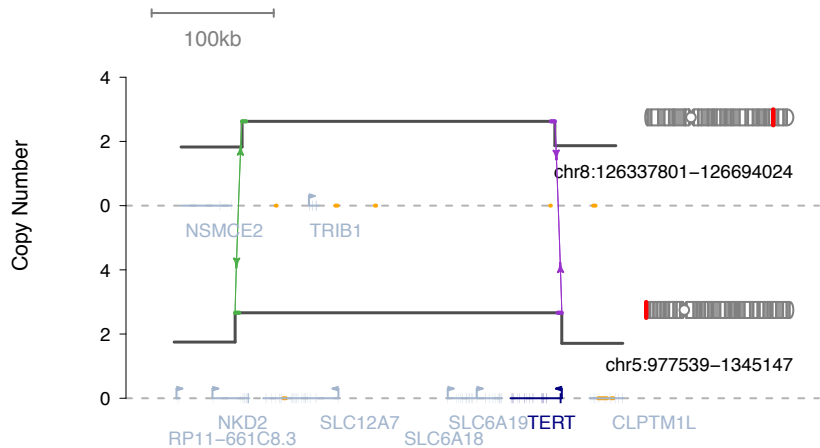 100kb
Copy Number
4
2
0
chr8:126337801−126694024
NSMCE2 TRIB1
4
2
0
chr5:977539−1345147
NKD2 SLC12A7 SLC6A19 TERT CLPTM1L
RP11−661C8.3 SLC6A18